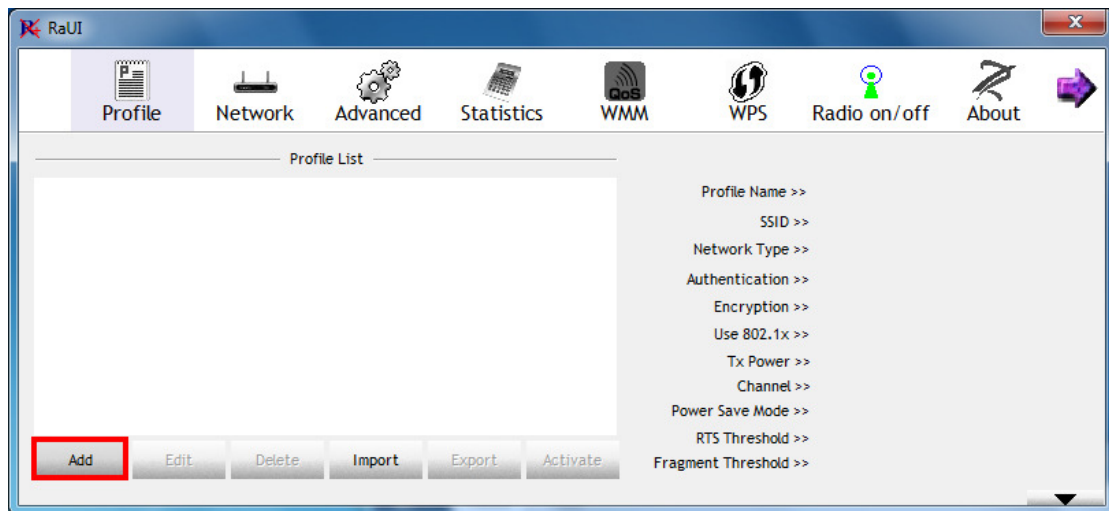 RaUI
Profile Network Advanced Statistics WMM WPS Radio on/off About
QoS
Profile List
Profile Name >>
SSID >>
Network Type >>
Authentication >>
Encryption >>
Use 802.1x >>
Tx Power >>
Channel >>
Power Save Mode >>
RTS Threshold >>
Fragment Threshold >>
Add Edit Delete Import Export Activate